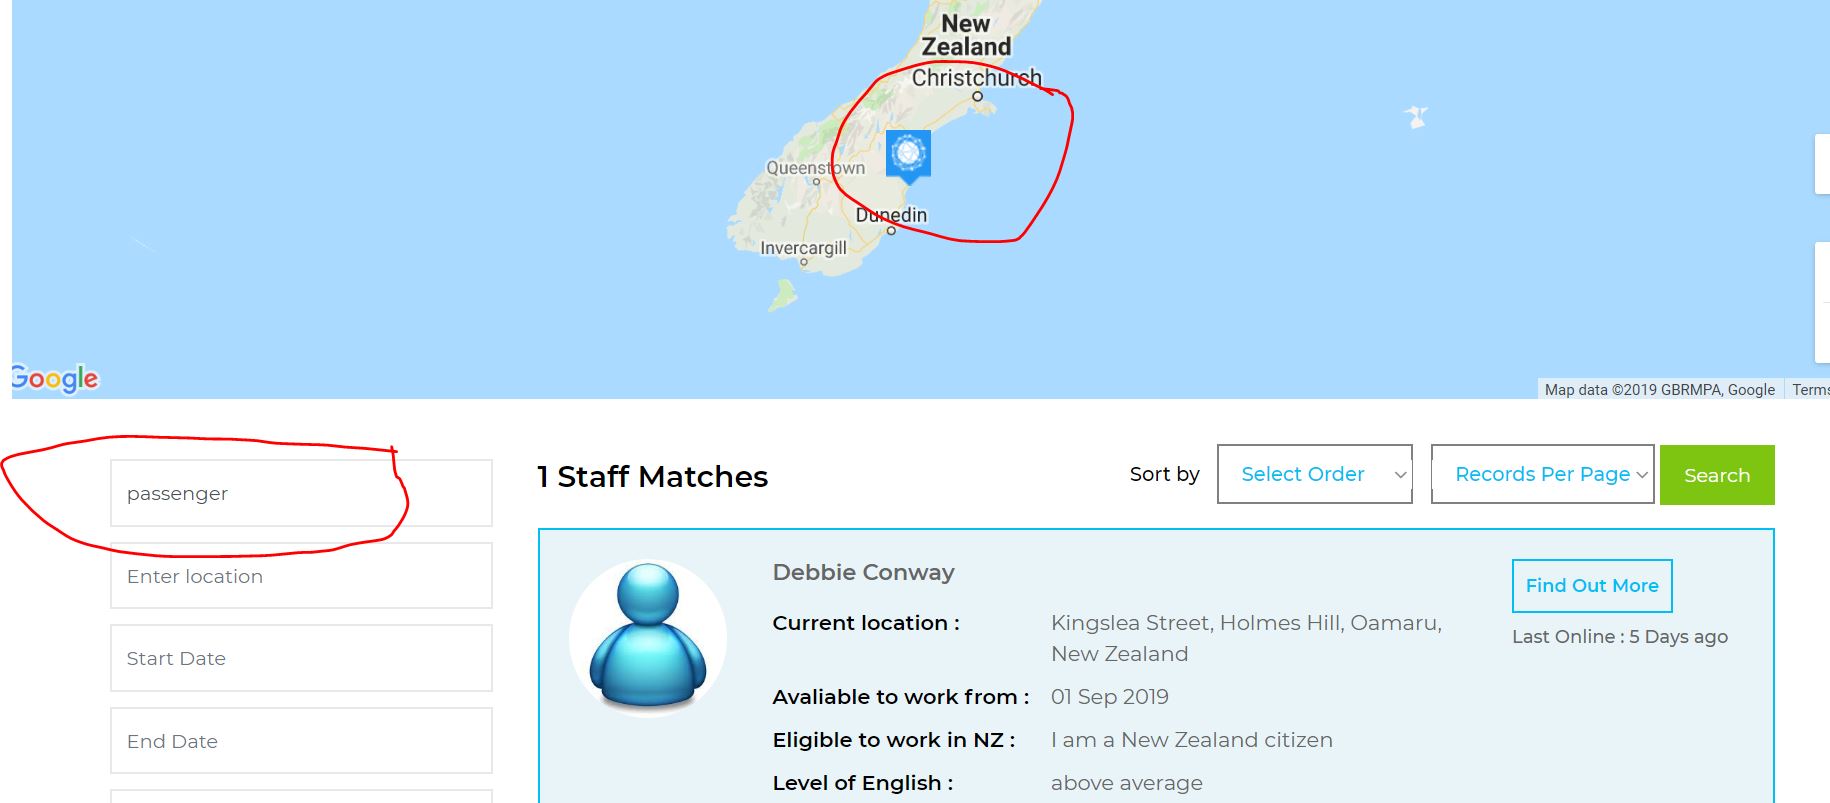 New
Zealand
Christchurch
Queenstown
Dunedin
Invercargill
Google
Map data ©2019 GBRMPA, Google
Terms
passenger
Enter location
Start Date
End Date
1 Staff Matches
Sort by
Select Order
Records Per Page
Search
Debbie Conway
Find Out More
Current location :
Kingslea Street, Holmes Hill, Oamaru,
New Zealand
Last Online : 5 Days ago
Avaliable to work from :
01 Sep 2019
Eligible to work in NZ :
I am a New Zealand citizen
Level of English :
above average